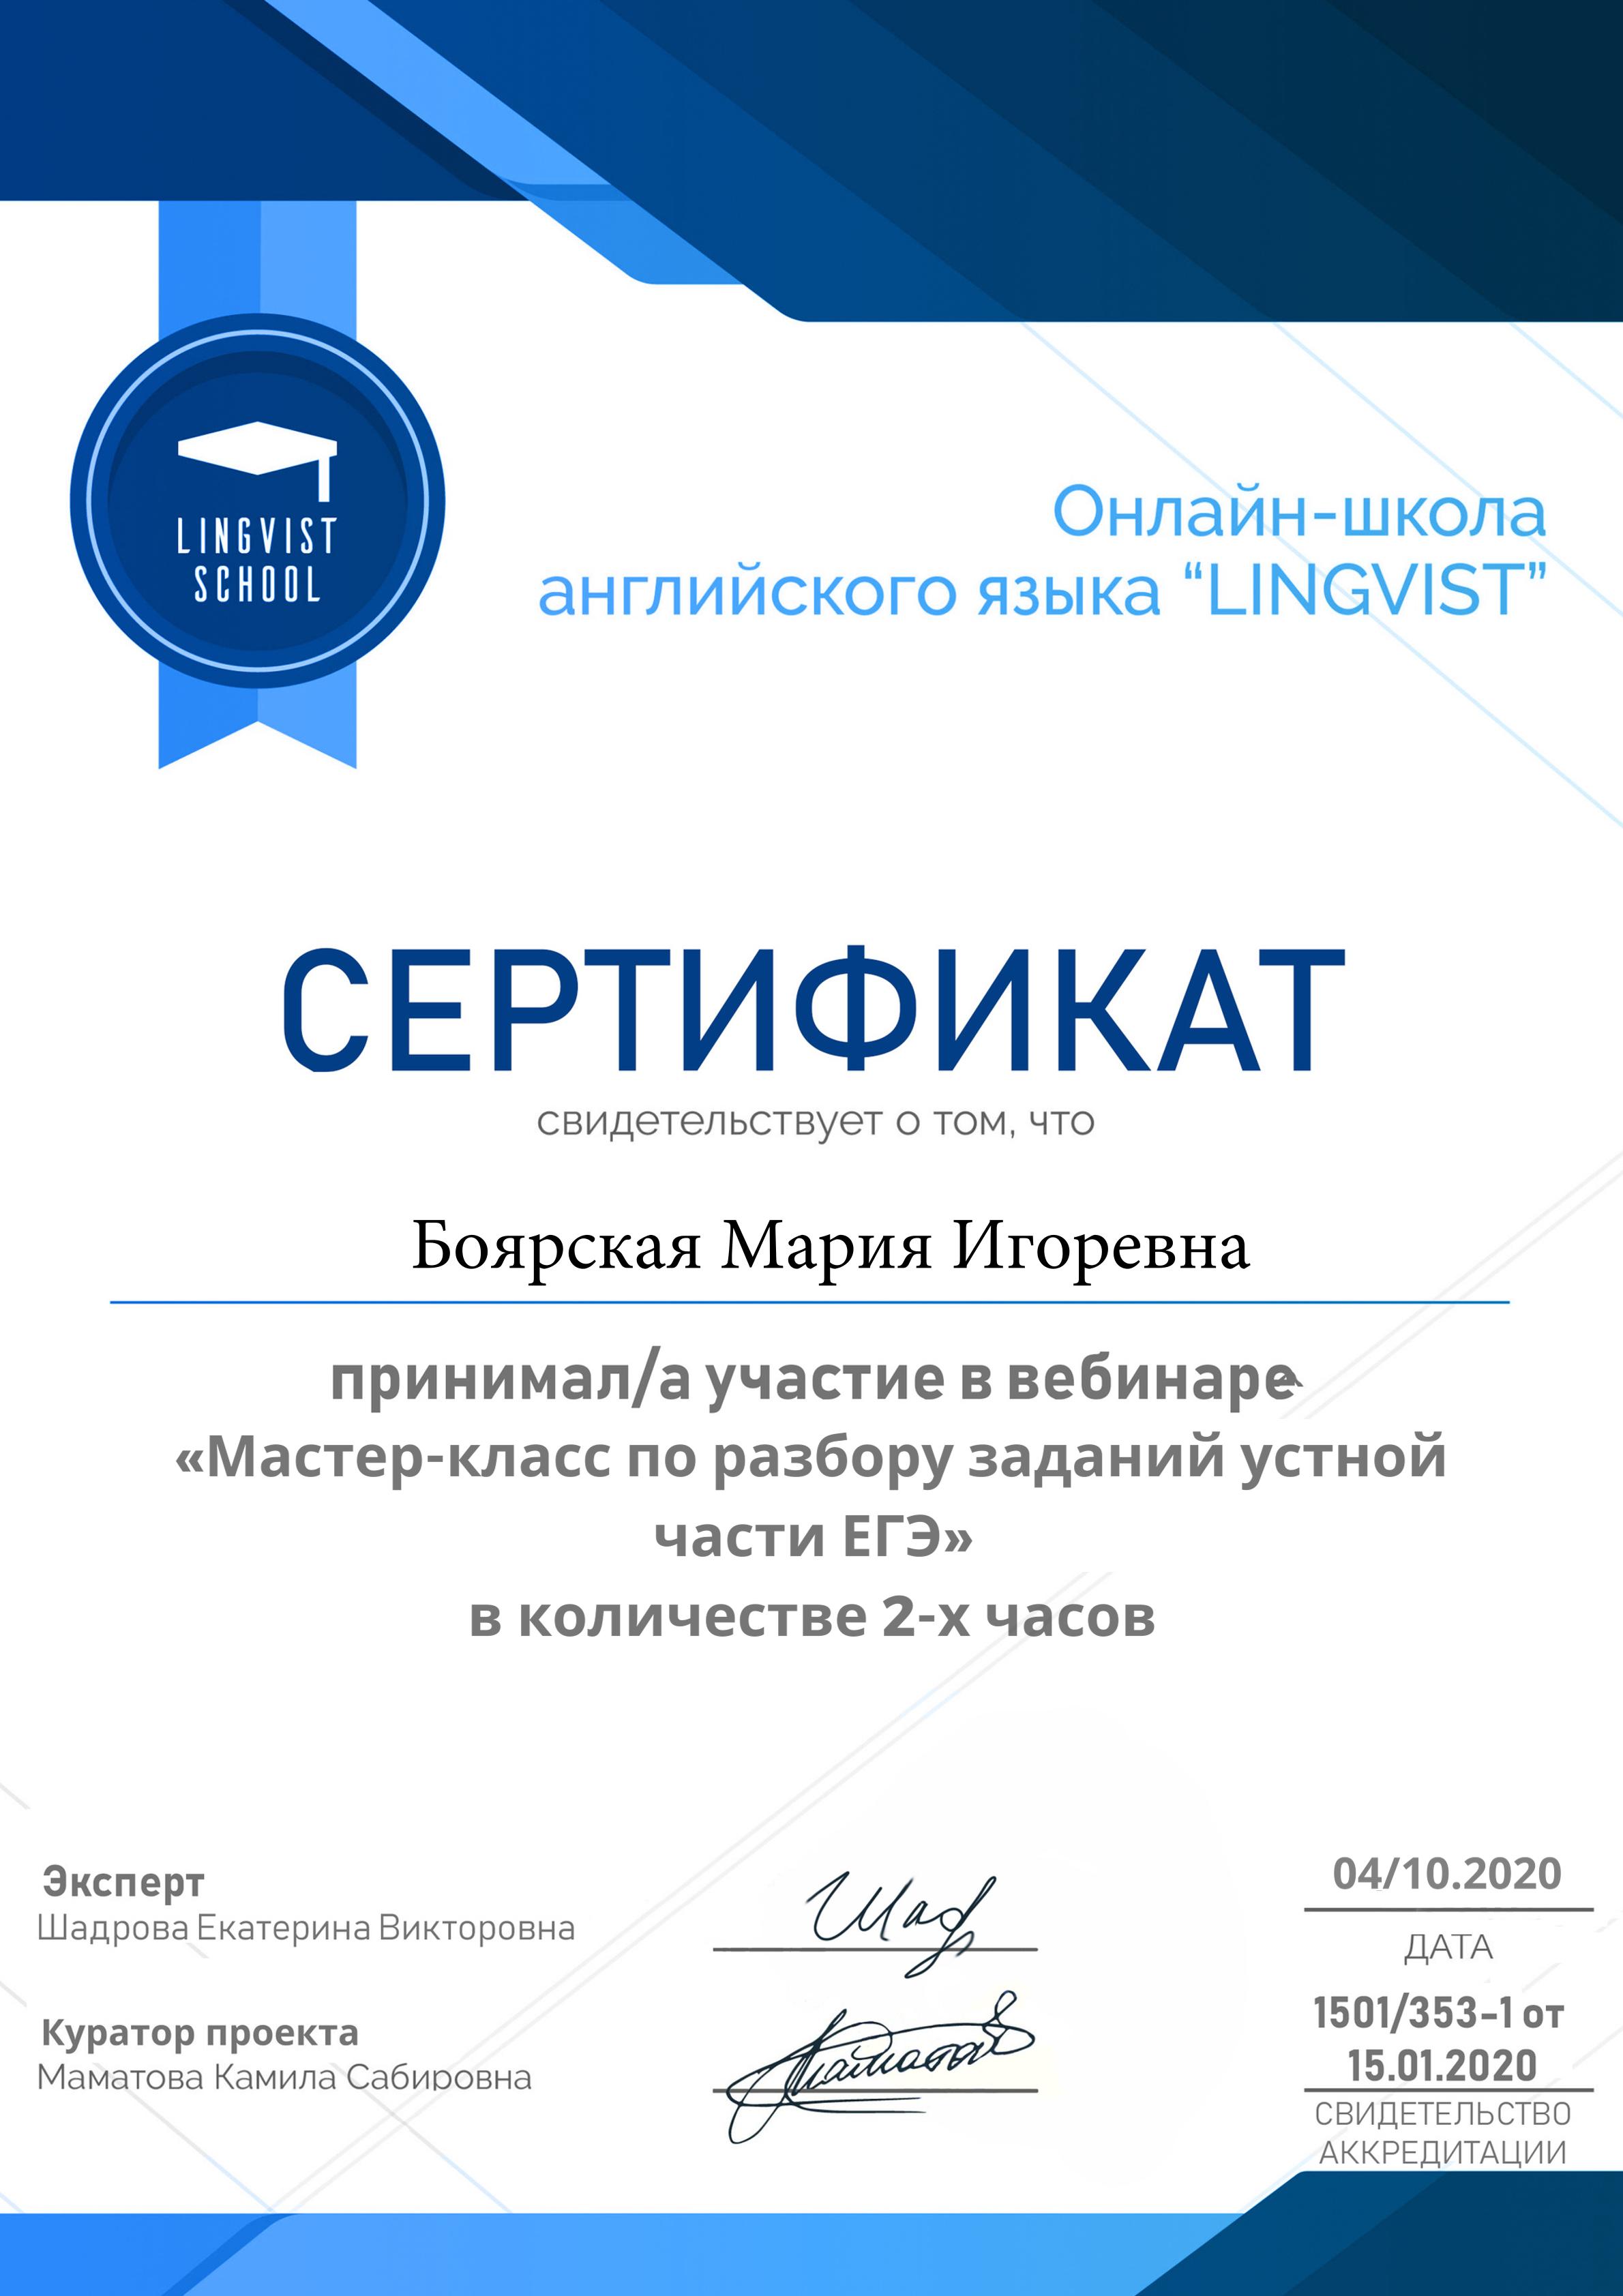 LINGVIST
SCHOOL
Онлайн-школа
английского языка “LINGVIST”
СЕРТИФИКАТ
свидетельствует о том, что
Боярская Мария Игоревна
принимал/а участие в вебинаре
«Мастер-класс по разбору заданий устной
части ЕГЭ»
в количестве 2-х часов
Эксперт
Шадрова Екатерина Викторовна
Куратор проекта
Маматова Камила Сабировна
04/10.2020
ДАТА
1501/353-1 от
15.01.2020
СВИДЕТЕЛЬСТВО
АККРЕДИТАЦИИ